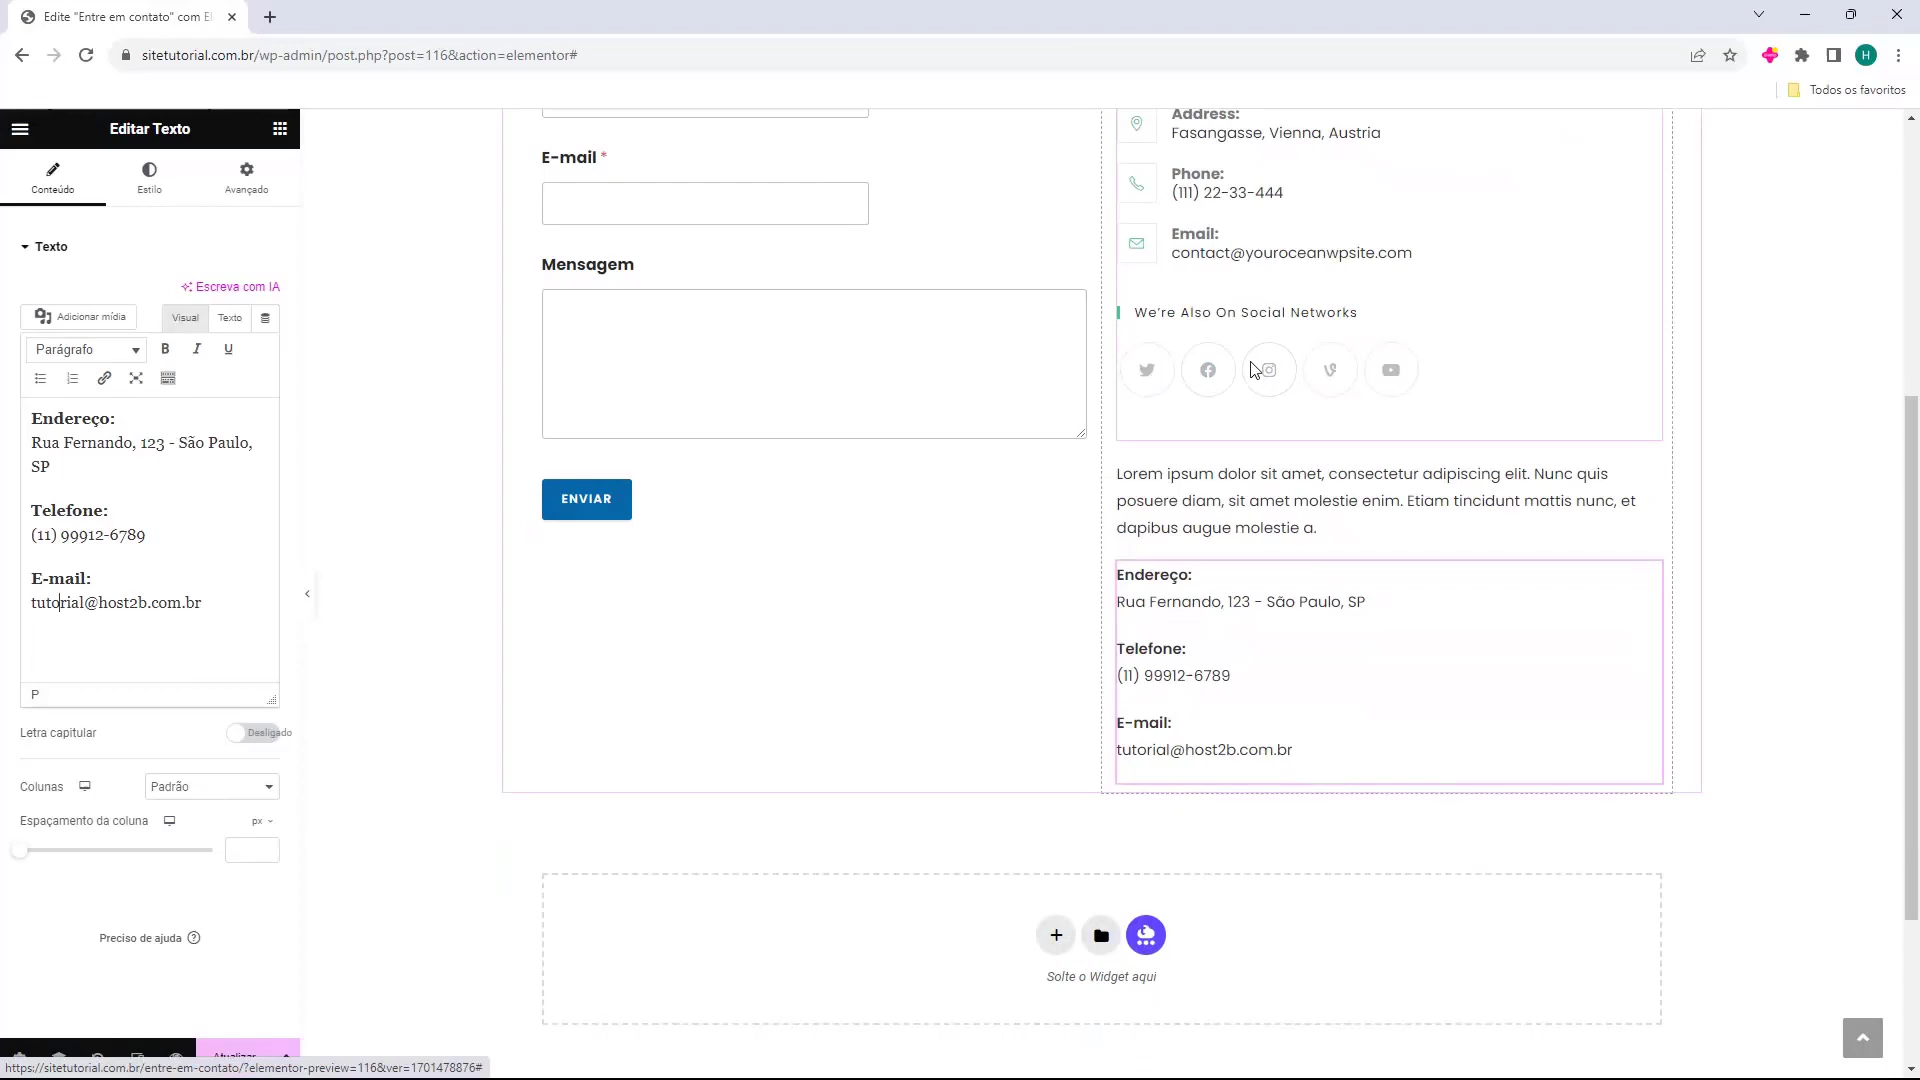 Edite "Entre em contato" com El
sitetutorial.com.br/wp-admin/post.php?post=116&action=elementor#
H
Todos os favoritos
Editar Texto
Conteúdo
Estilo
Avançado
Texto
Escreva com IA
Adicionar mídia
Visual
Texto
Parágrafo
B
I
U
Endereço:
Rua Fernando, 123 - São Paulo,
SP
Telefone:
(11) 99912-6789
E-mail:
tutorial@host2b.com.br
P
Letra capitular
Desligado
Colunas
Padrão
Espaçamento da coluna
px
Preciso de ajuda
Atualizar
https://sitetutorial.com.br/entre-em-contato/?elementor-preview=116&ver=1701478876#
E-mail *
Mensagem
ENVIAR
Address:
Fasangasse, Vienna, Austria
Phone:
(111) 22-33-444
Email:
contact@youroceanwpsite.com
We're Also On Social Networks
Lorem ipsum dolor sit amet, consectetur adipiscing elit. Nunc quis
posuere diam, sit amet molestie enim. Etiam tincidunt mattis nunc, et
dapibus augue molestie a.
Endereço:
Rua Fernando, 123 - São Paulo, SP
Telefone:
(11) 99912-6789
E-mail:
tutorial@host2b.com.br
Solte o Widget aqui